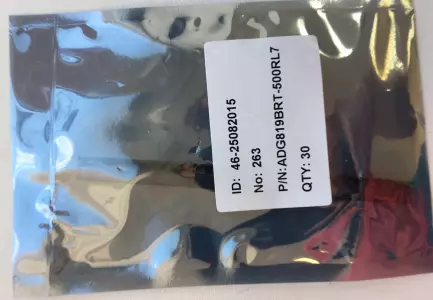 ID: 46-25082015
No: 263
P/N:ADG819BRT-500RL7
QTY: 30